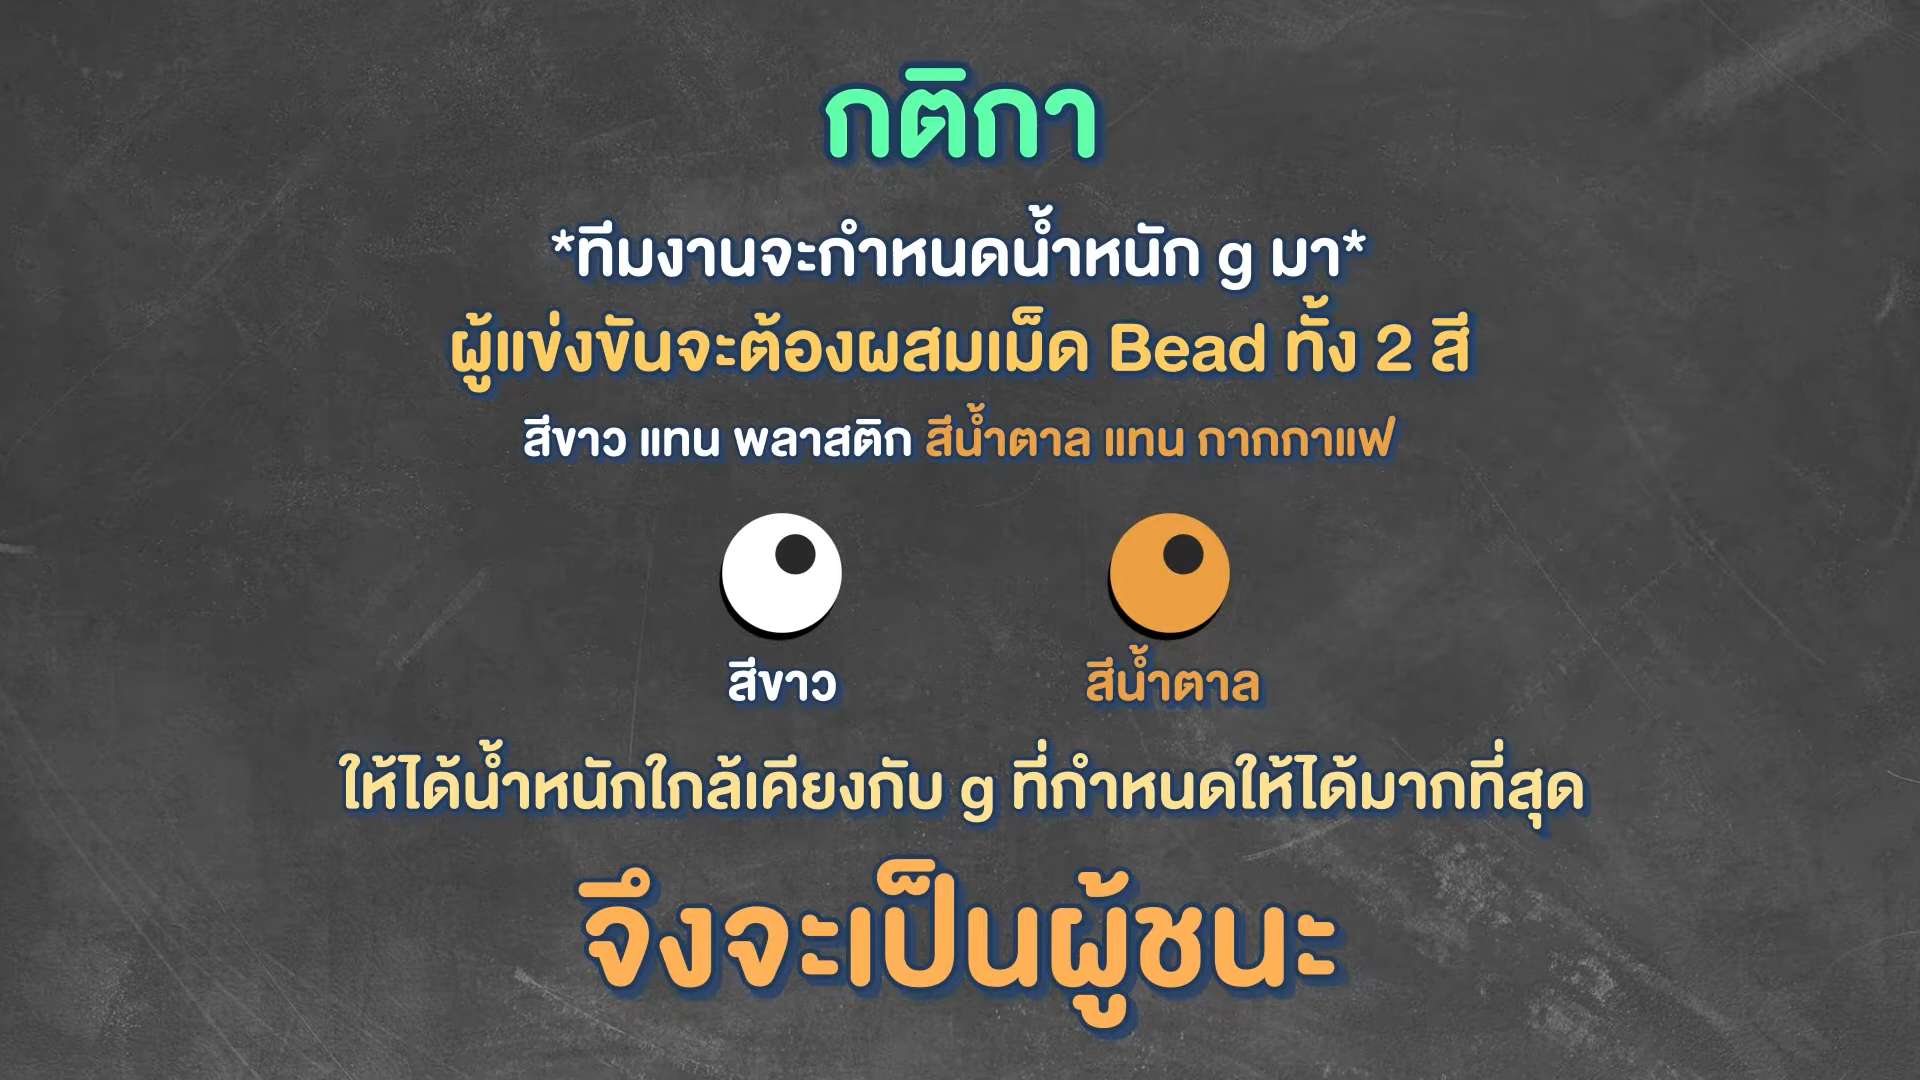 กติกา
*ทีมงานจะกำหนดน้ำหนัก g มา*
ผู้แข่งขันจะต้องผสมเม็ด Bead ทั้ง 2 สี
สีขาว แทน พลาสติก สีน้ำตาล แทน กากกาแฟ
สีขาว
สีน้ำตาล
ให้ได้น้ำหนักใกล้เคียงกับ g ที่กำหนดให้ได้มากที่สุด
จึงจะเป็นผู้ชนะ